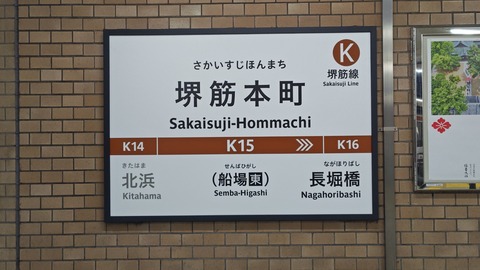 K
堺筋線
Sakaisuji Line
さかいすじほんまち
堺筋本町
Sakaisuji-Hommachi
K14 K15 K16
きたはま せんばひがし ながほりばし
北浜 (船場東) 長堀橋
Kitahama Semba-Higashi Nagahoribashi